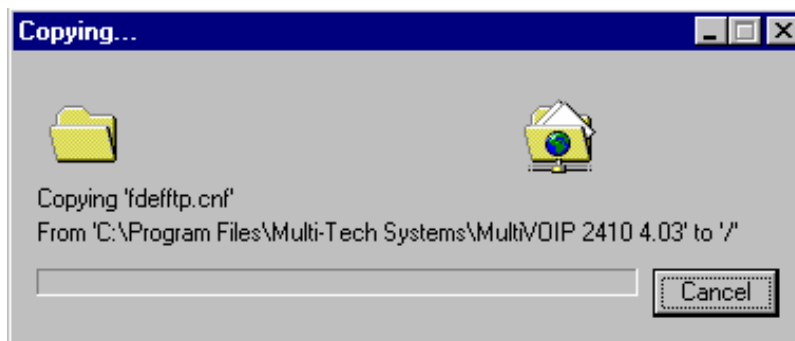 Copying...
Copying 'fdefftp.cnf'
From 'C:\Program Files\Multi-Tech Systems\MultiVOIP 2410 4.03' to '/'
Cancel